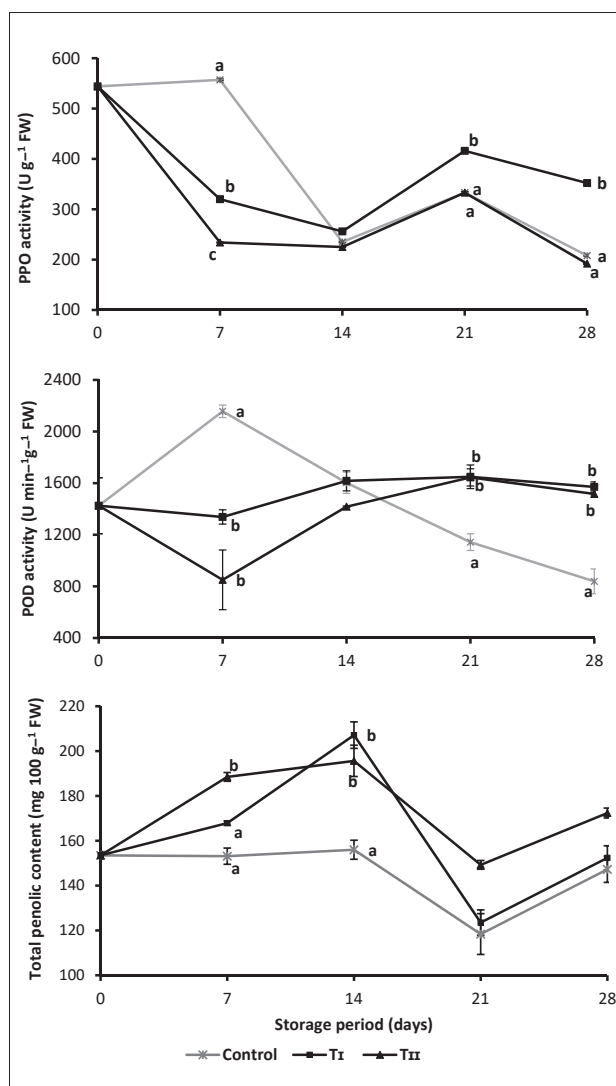 600
500
400
300
200
100
PPO activity (U g–1 FW)
a
b
c
b
a
a
b
a
a
0 7 14 21 28
2400
2000
1600
1200
800
400
POD activity (U min–1g–1 FW)
a
b
b
b
b
a
b
b
a
0 7 14 21 28
220
200
180
160
140
120
100
Total penolic content (mg 100 g–1 FW)
b
a
a
b
b
a
0 7 14 21 28
Storage period (days)
Control TI TII